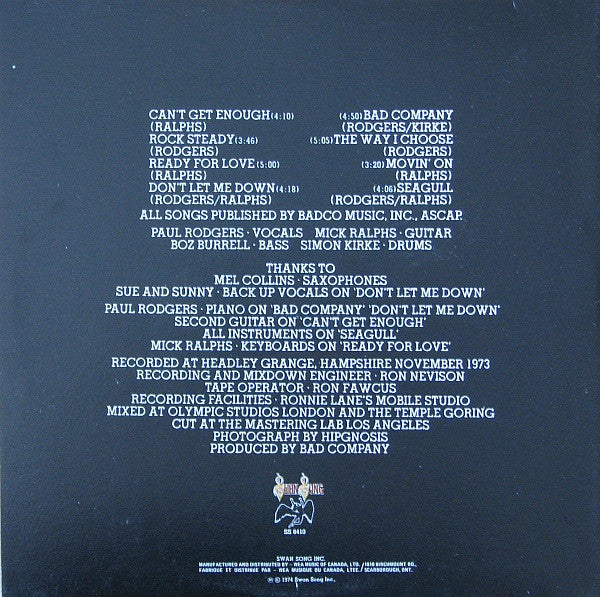 CAN'T GET ENOUGH (4:10)
(RALPHS)
ROCK STEADY (3:46)
(RODGERS)
READY FOR LOVE (5:00)
(RALPHS)
DON'T LET ME DOWN (4:18)
(RODGERS/RALPHS)
(4:50) BAD COMPANY
(RODGERS/KIRKE)
(5:05) THE WAY I CHOOSE
(RODGERS)
(3:20) MOVIN' ON
(RALPHS)
(4:06) SEAGULL
(RODGERS/RALPHS)
ALL SONGS PUBLISHED BY BADCO MUSIC, INC., ASCAP.
PAUL RODGERS · VOCALS MICK RALPHS · GUITAR
BOZ BURRELL · BASS SIMON KIRKE · DRUMS
THANKS TO
MEL COLLINS · SAXOPHONES
SUE AND SUNNY · BACK UP VOCALS ON 'DON'T LET ME DOWN'
PAUL RODGERS · PIANO ON 'BAD COMPANY' 'DON'T LET ME DOWN'
SECOND GUITAR ON 'CAN'T GET ENOUGH'
ALL INSTRUMENTS ON 'SEAGULL'
MICK RALPHS · KEYBOARDS ON 'READY FOR LOVE'
RECORDED AT HEADLEY GRANGE, HAMPSHIRE NOVEMBER 1973
RECORDING AND MIXDOWN ENGINEER · RON NEVISON
TAPE OPERATOR · RON FAWCUS
RECORDING FACILITIES · RONNIE LANE'S MOBILE STUDIO
MIXED AT OLYMPIC STUDIOS LONDON AND THE TEMPLE GORING
CUT AT THE MASTERING LAB LOS ANGELES
PHOTOGRAPH BY HIPGNOSIS
PRODUCED BY BAD COMPANY
SWAN SONG
SS 8410
SWAN SONG INC.
MANUFACTURED AND DISTRIBUTED BY - WEA MUSIC OF CANADA, LTD. / 1810 BIRCHMOUNT RD.,
FABRIQUE ET DISTRIBUE PAR - WEA MUSIQUE DU CANADA, LTEE. / SCARBOROUGH, ONT.
℗ © 1974 Swan Song Inc.